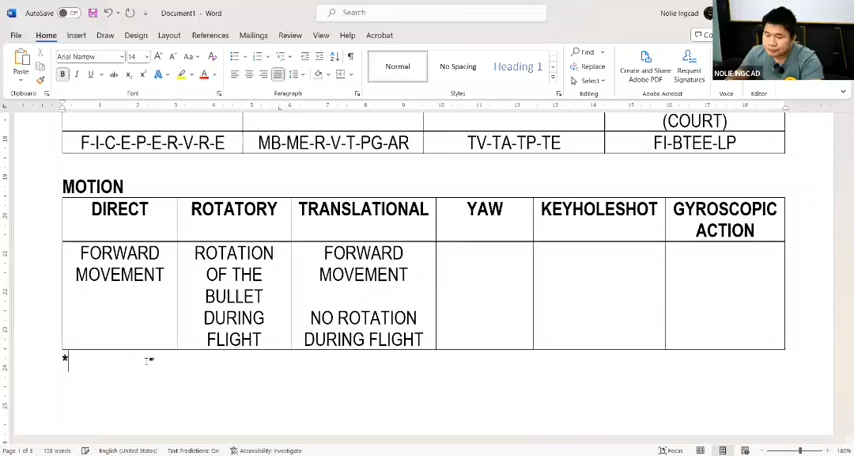 AutoSave
Off
Document1 - Word
Search
Nolie Ingcad
File
Home
Insert
Draw
Design
Layout
References
Mailings
Review
View
Help
Acrobat
Paste
Clipboard
Arial Narrow
14
Font
Paragraph
Normal
No Spacing
Heading 1
Styles
Find
Replace
Select
Editing
Create and Share
Adobe PDF
Request
Signatures
Adobe Acrobat
Voice
Editor
NOLIE INGCAD
(COURT)
F-I-C-E-P-E-R-V-R-E MB-ME-R-V-T-PG-AR TV-TA-TP-TE FI-BTEE-LP
MOTION
DIRECT
ROTATORY
TRANSLATIONAL
YAW
KEYHOLESHOT
GYROSCOPIC
ACTION
FORWARD
MOVEMENT
ROTATION
OF THE
BULLET
DURING
FLIGHT
FORWARD
MOVEMENT
NO ROTATION
DURING FLIGHT
*
Page 1 of 3
English (United States)
Text Predictions: On
Accessibility: Investigate
Focus
180%